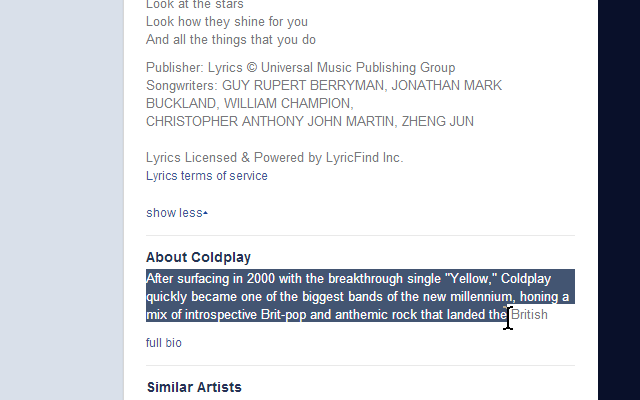 Look at the stars
Look how they shine for you
And all the things that you do
Publisher: Lyrics © Universal Music Publishing Group
Songwriters: GUY RUPERT BERRYMAN, JONATHAN MARK
BUCKLAND, WILLIAM CHAMPION,
CHRISTOPHER ANTHONY JOHN MARTIN, ZHENG JUN
Lyrics Licensed & Powered by LyricFind Inc.
Lyrics terms of service
show less
About Coldplay
After surfacing in 2000 with the breakthrough single "Yellow," Coldplay
quickly became one of the biggest bands of the new millennium, honing a
mix of introspective Brit-pop and anthemic rock that landed the British
full bio
Similar Artists